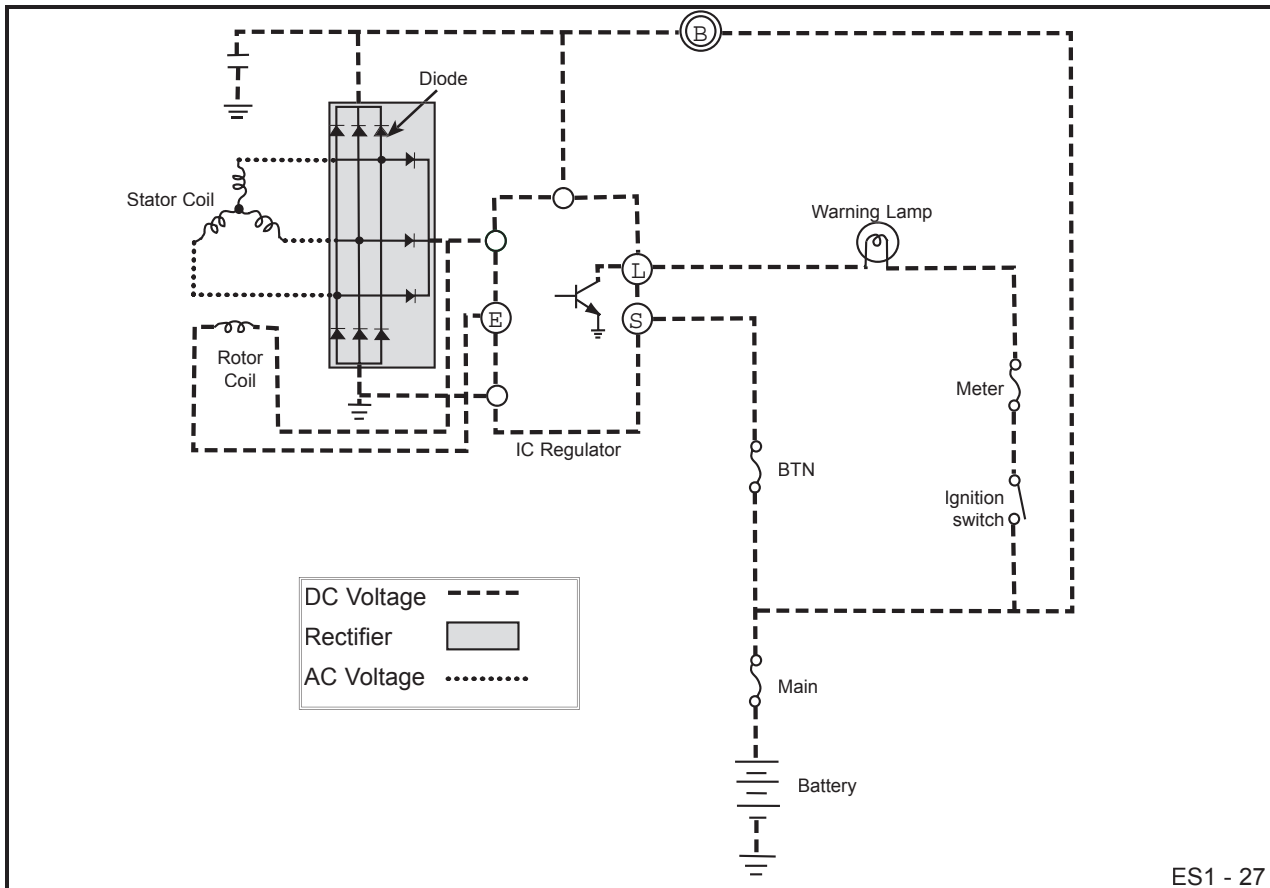 B
Diode
Stator Coil
Warning Lamp
L
E
S
Rotor
Coil
Meter
IC Regulator
BTN
Ignition
switch
DC Voltage
Rectifier
AC Voltage
Main
Battery
ES1 - 27